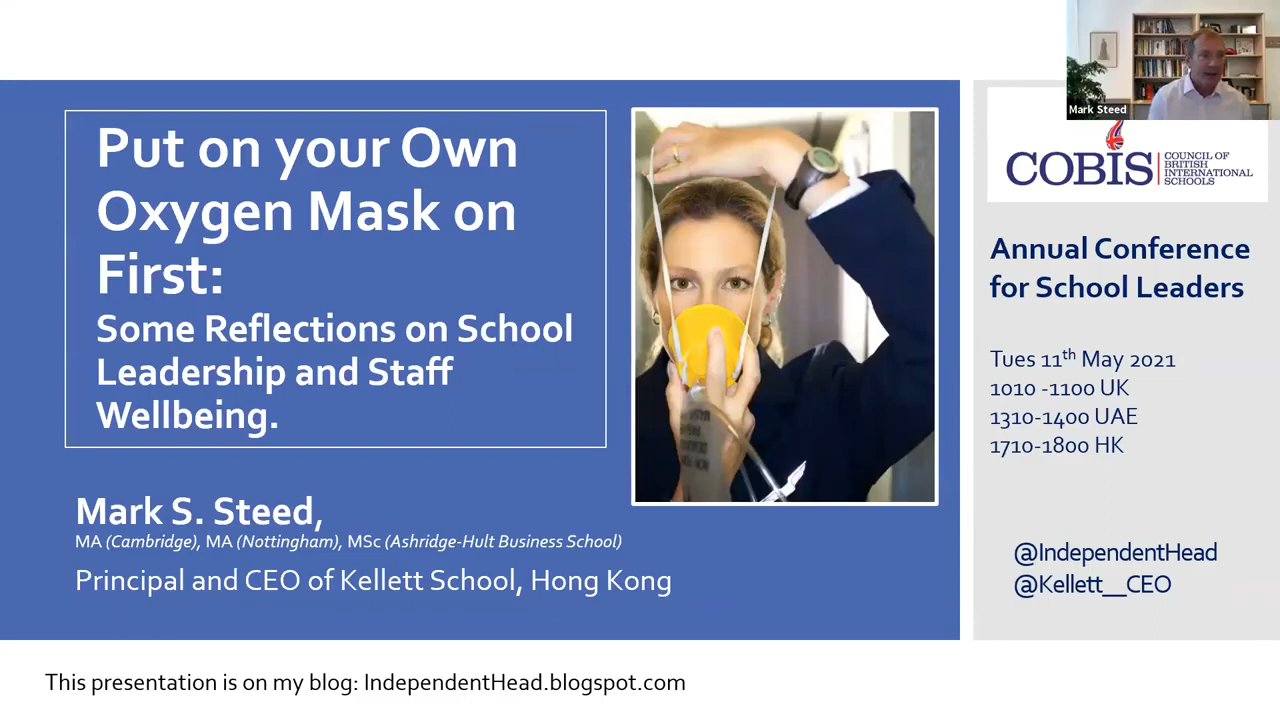 Put on your Own
Oxygen Mask on
First:
Some Reflections on School
Leadership and Staff
Wellbeing.
Mark S. Steed,
MA (Cambridge), MA (Nottingham), MSc (Ashridge-Hult Business School)
Principal and CEO of Kellett School, Hong Kong
This presentation is on my blog: IndependentHead.blogspot.com
Mark Steed
COBIS
COUNCIL OF
BRITISH
INTERNATIONAL
SCHOOLS
Annual Conference
for School Leaders
Tues 11th May 2021
1010 -1100 UK
1310-1400 UAE
1710-1800 HK
@IndependentHead
@Kellett__CEO